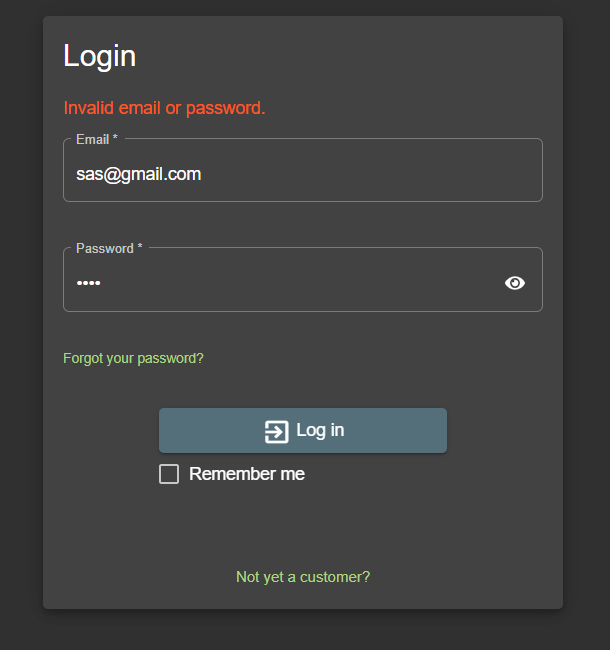 Login
Invalid email or password.
Email *
sas@gmail.com
Password *
••••
Forgot your password?
Log in
Remember me
Not yet a customer?